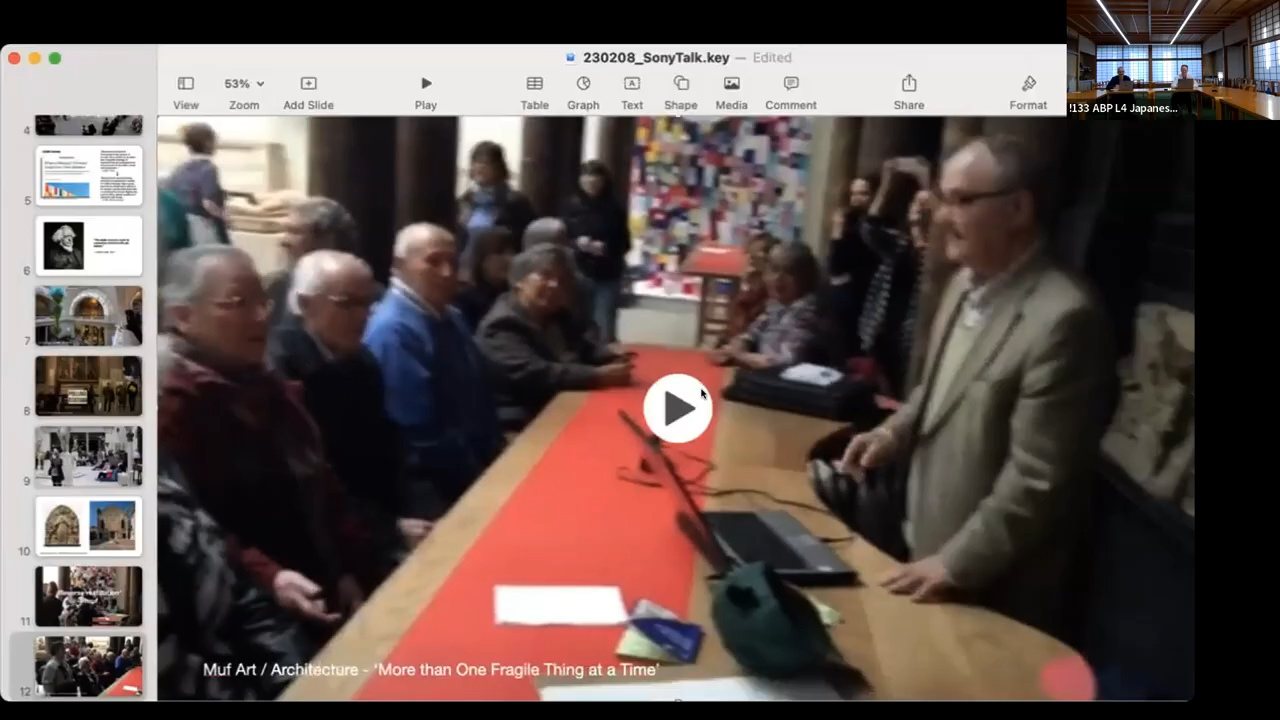 230208_SonyTalk.key — Edited
53%
View
Zoom
Add Slide
Play
Table
Graph
Text
Shape
Media
Comment
Share
Format
!133 ABP L4 Japanes...
4
5
6
7
8
9
10
11
12
Muf Art / Architecture - 'More than One Fragile Thing at a Time'